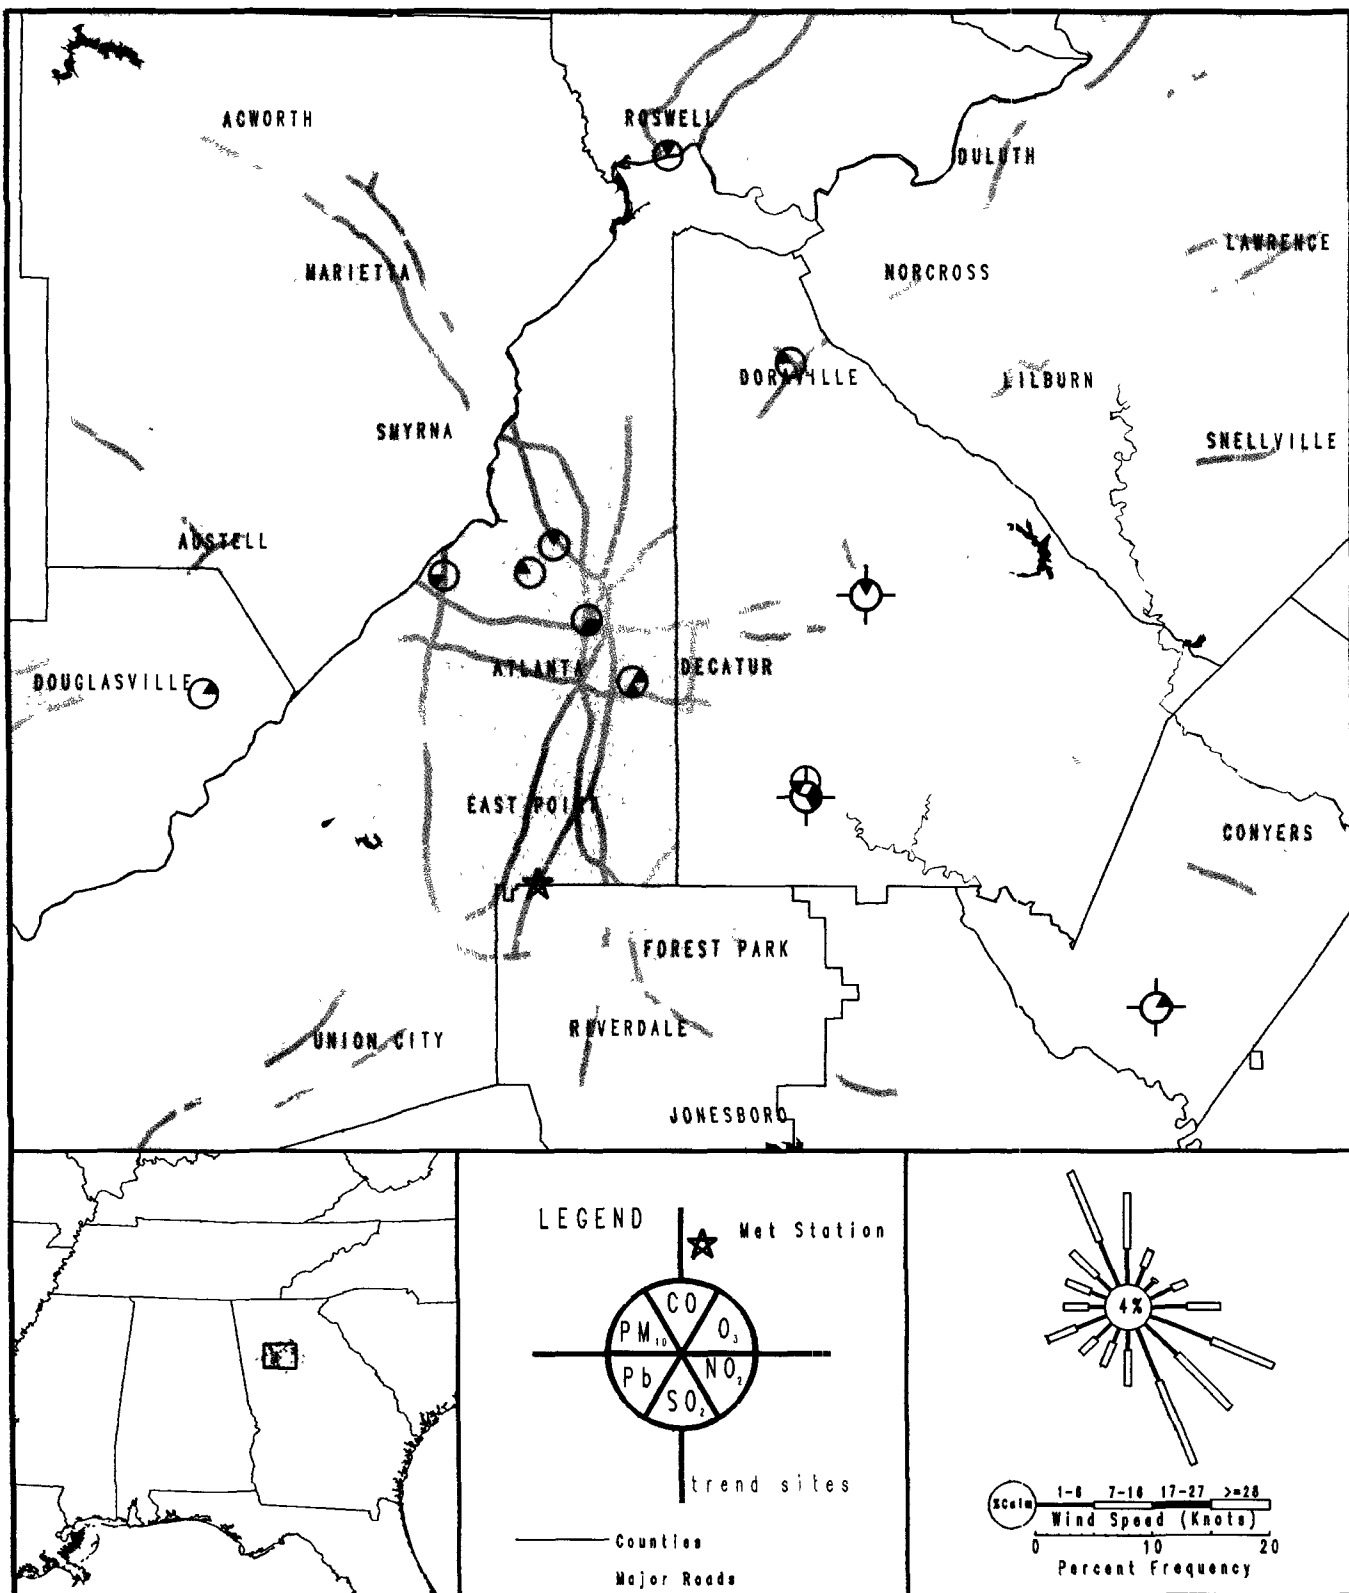 ACWORTH
ROSWELL
DULUTH
LAWRENCE
MARIETTA
NORCROSS
DORAVILLE
LILBURN
SMYRNA
SNELLVILLE
AUSTELL
ATLANTA
DECATUR
DOUGLASVILLE
EAST POINT
CONYERS
FOREST PARK
UNION CITY
RIVERDALE
JONESBORO
LEGEND
Met Station
CO
PM10
O3
Pb
NO2
SO2
trend sites
Counties
Major Roads
4%
%Calm
1-6 7-16 17-27 >=28
Wind Speed (Knots)
0 10 20
Percent Frequency